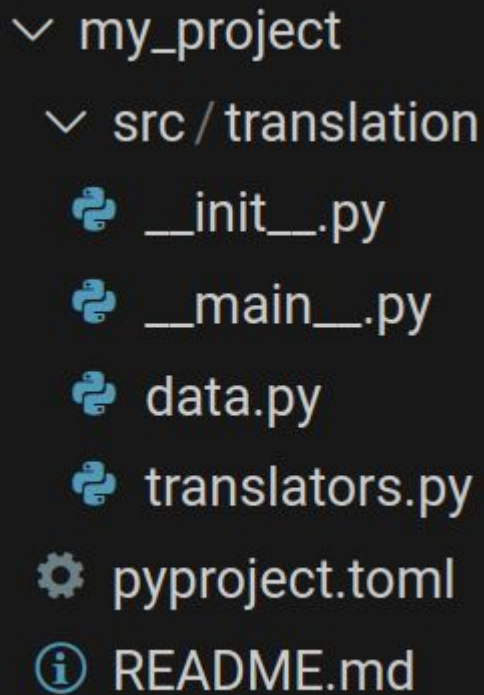 my_project
src / translation
__init__.py
__main__.py
data.py
translators.py
pyproject.toml
README.md